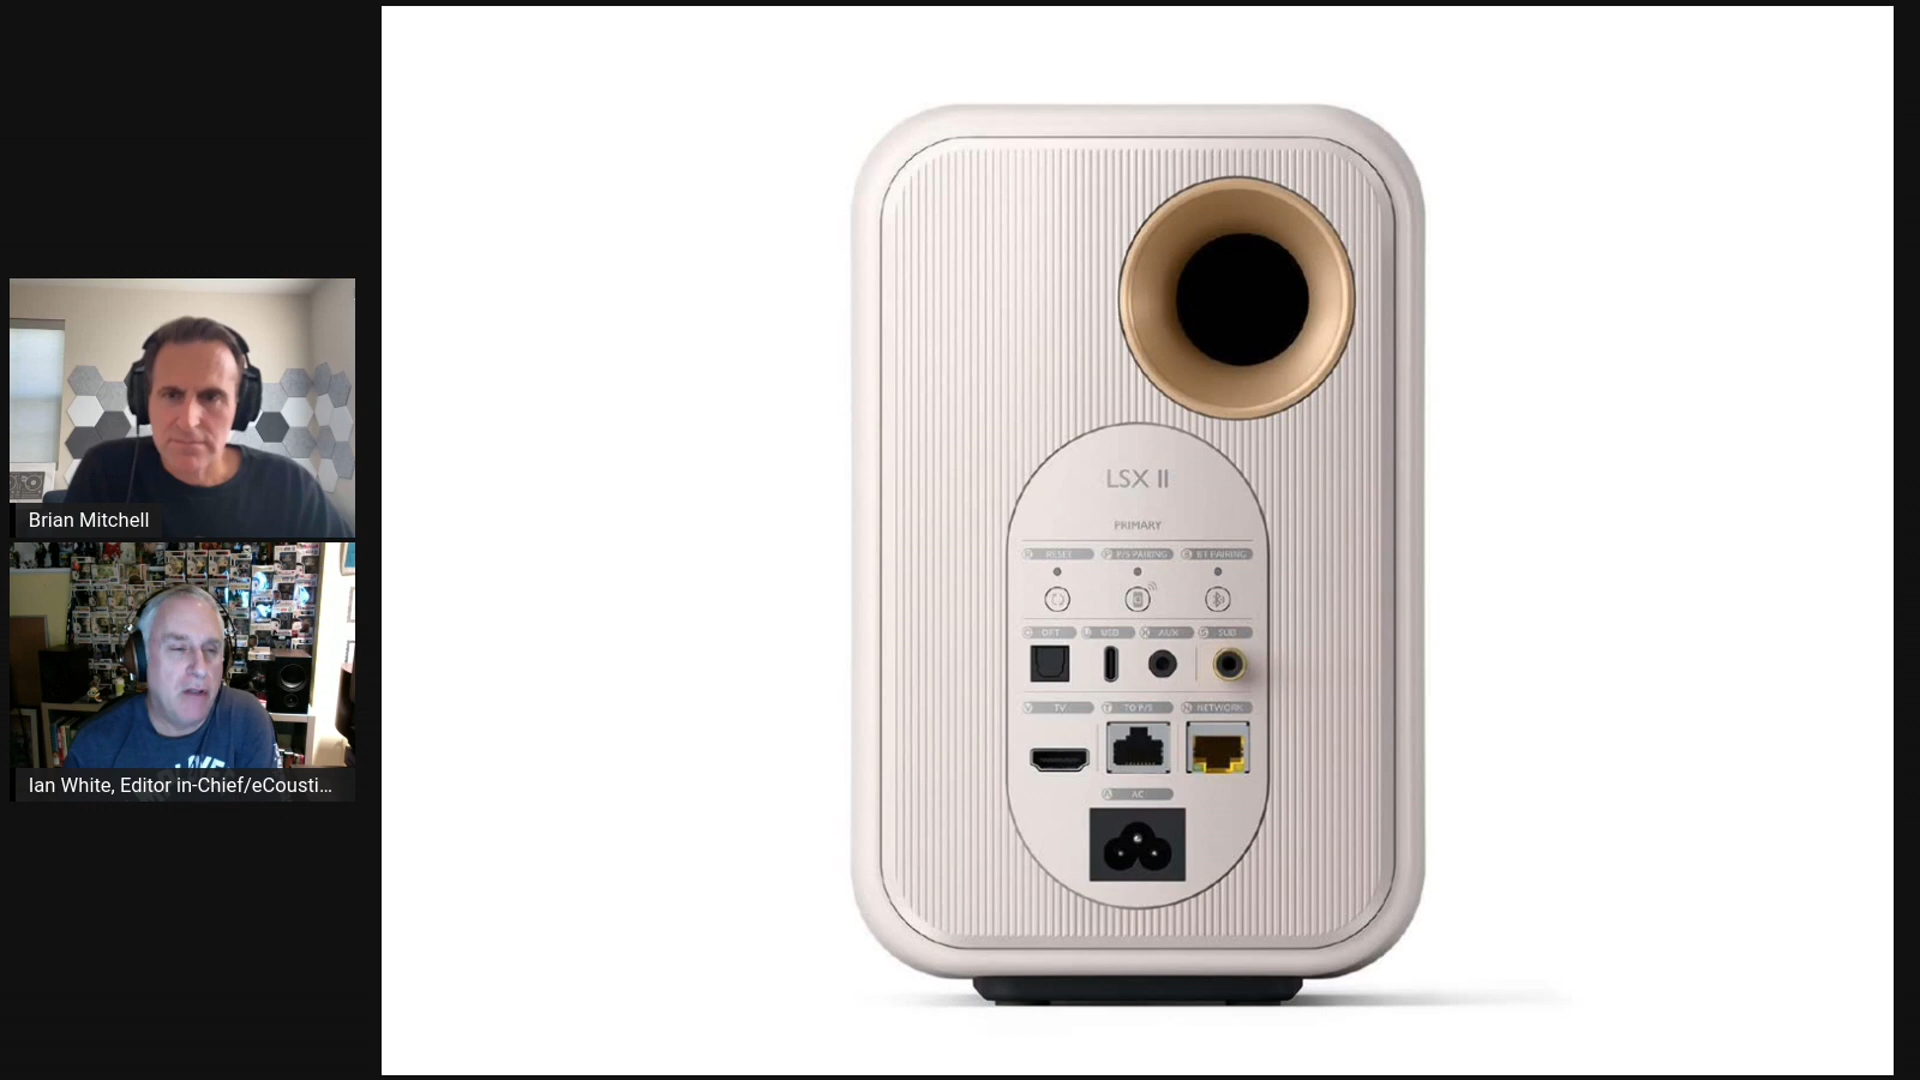 Brian Mitchell
Ian White, Editor in-Chief/eCousti...
LSX II
PRIMARY
RESET P/S PAIRING BT PAIRING
OPT USB AUX SUB
TV TO P/S NETWORK
AC